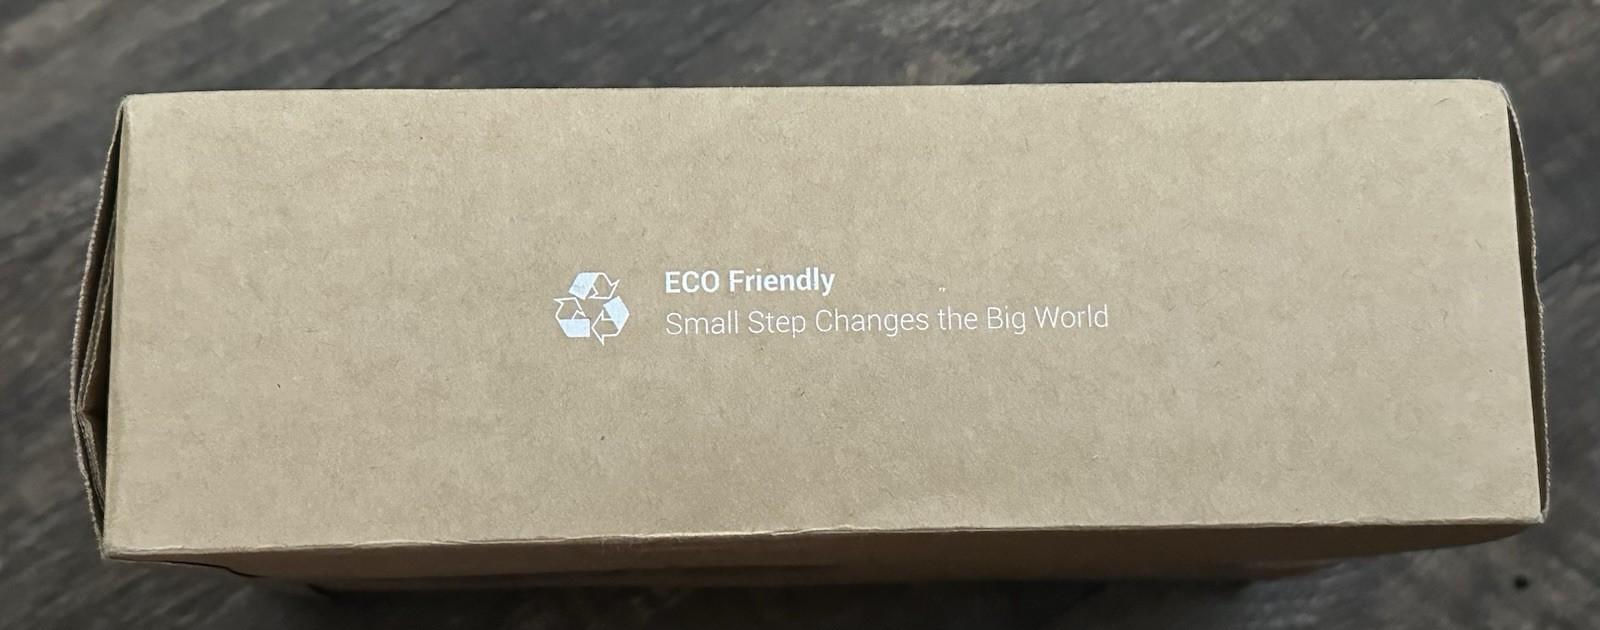 ECO Friendly
Small Step Changes the Big World